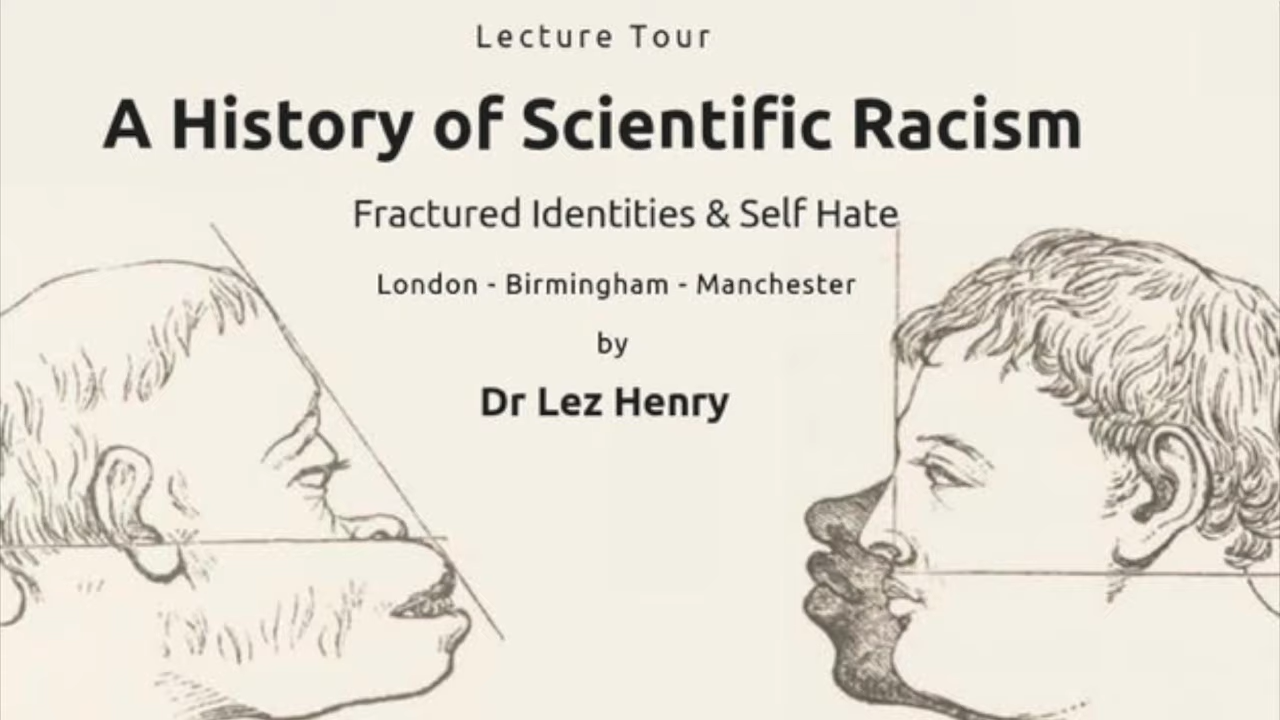 Lecture Tour
A History of Scientific Racism
Fractured Identities & Self Hate
London - Birmingham - Manchester
by
Dr Lez Henry